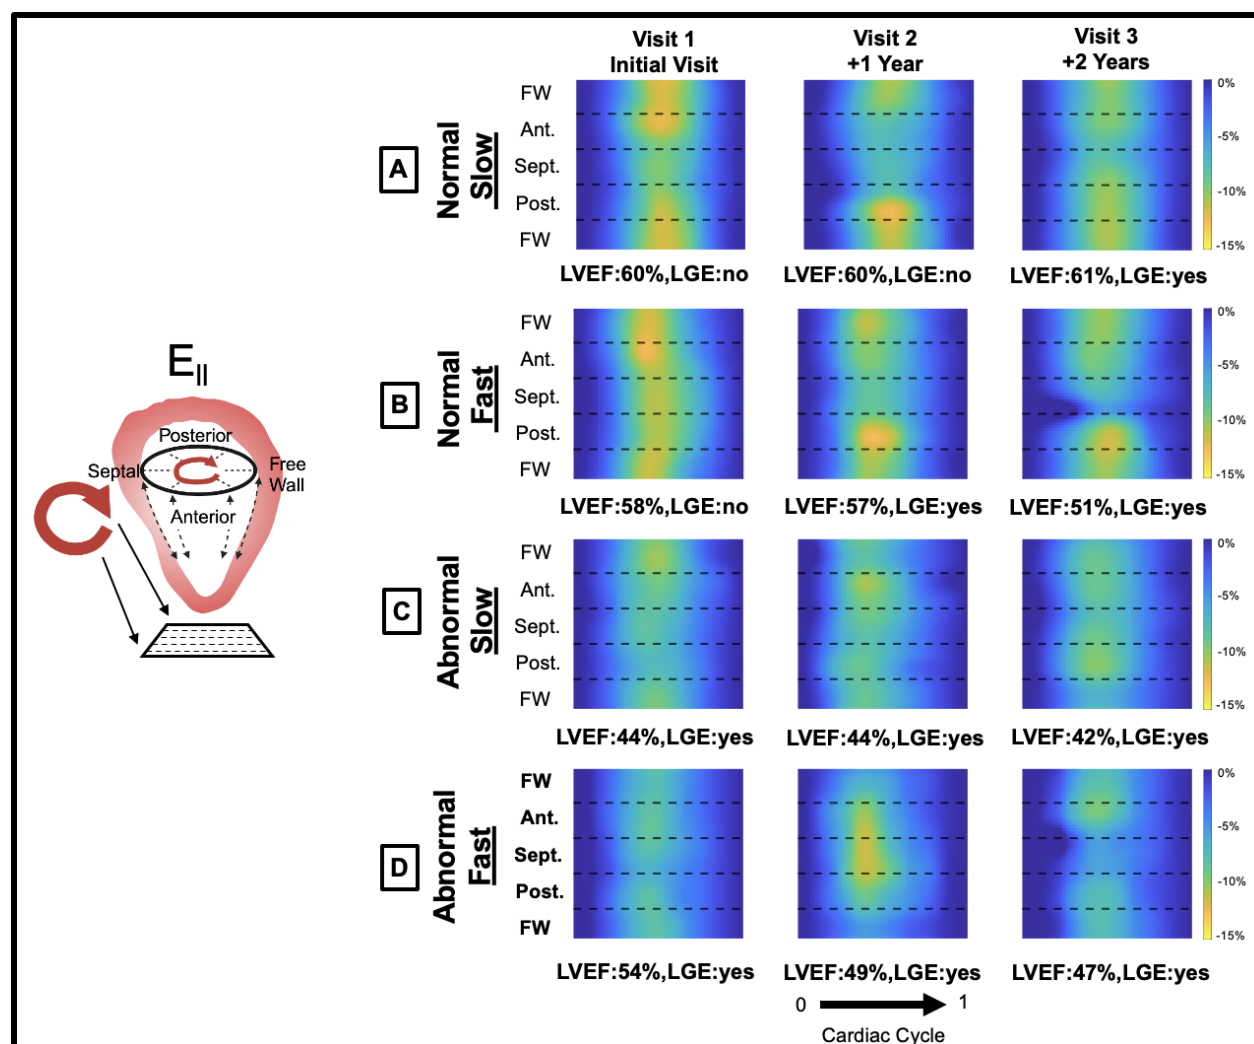 Visit 1
Initial Visit
Visit 2
+1 Year
Visit 3
+2 Years
A
Normal
Slow
FW
Ant.
Sept.
Post.
FW
0%
-5%
-10%
-15%
LVEF:60%,LGE:no
LVEF:60%,LGE:no
LVEF:61%,LGE:yes
B
Normal
Fast
FW
Ant.
Sept.
Post.
FW
0%
-5%
-10%
-15%
LVEF:58%,LGE:no
LVEF:57%,LGE:yes
LVEF:51%,LGE:yes
E||
Posterior
Septal
Free
Wall
Anterior
C
Abnormal
Slow
FW
Ant.
Sept.
Post.
FW
0%
-5%
-10%
-15%
LVEF:44%,LGE:yes
LVEF:44%,LGE:yes
LVEF:42%,LGE:yes
D
Abnormal
Fast
FW
Ant.
Sept.
Post.
FW
0%
-5%
-10%
-15%
LVEF:54%,LGE:yes
LVEF:49%,LGE:yes
LVEF:47%,LGE:yes
0
1
Cardiac Cycle